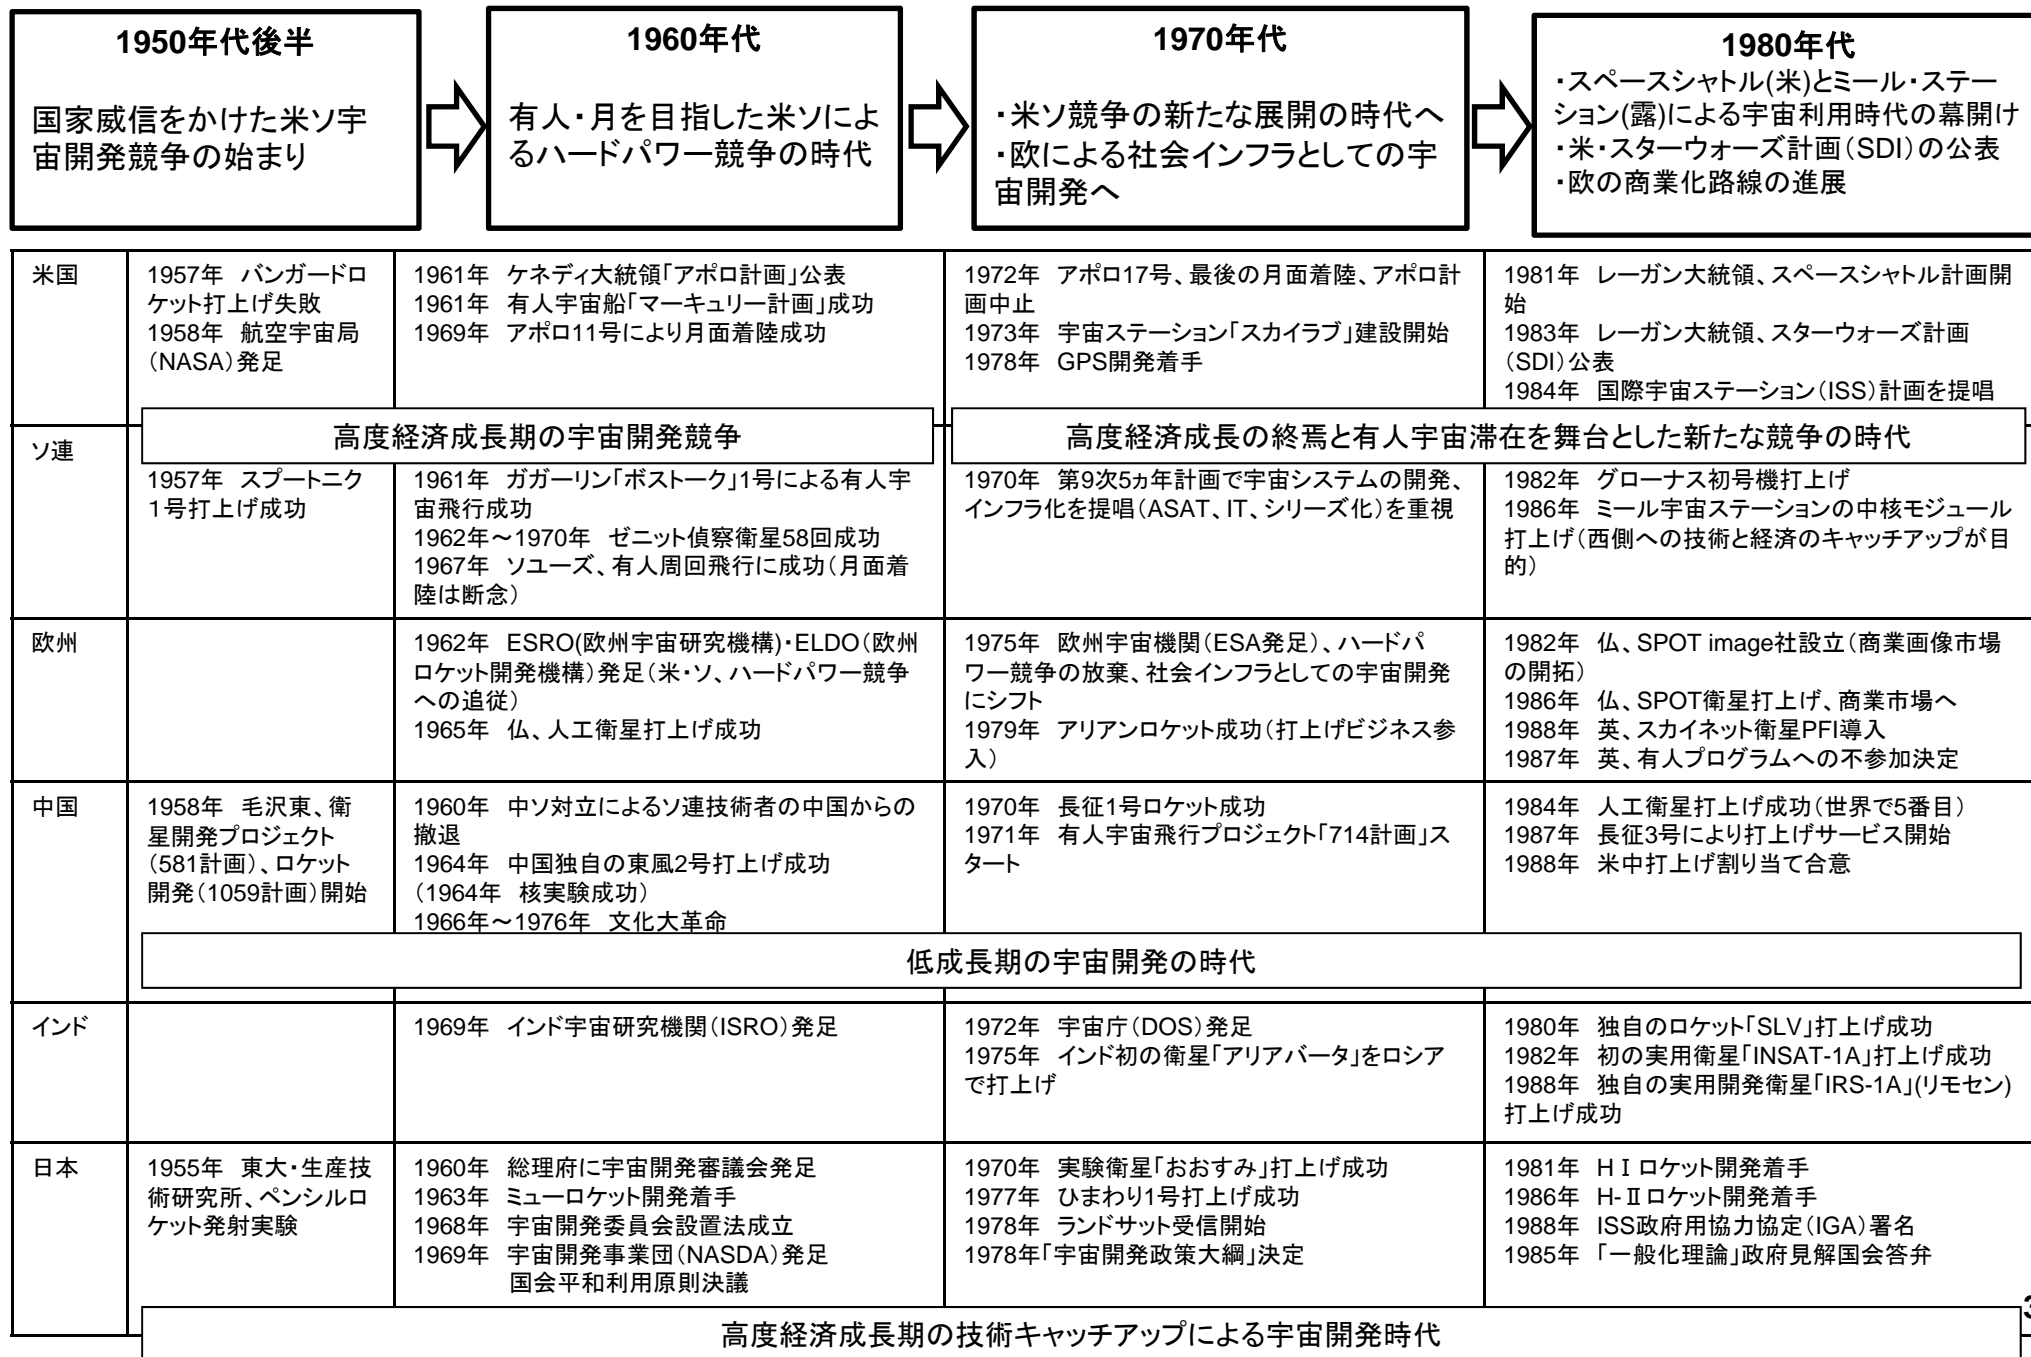 1950年代後半
国家威信をかけた米ソ宇
宙開発競争の始まり
1960年代
有人・月を目指した米ソによ
るハードパワー競争の時代
1970年代
・米ソ競争の新たな展開の時代へ
・欧による社会インフラとしての宇
宙開発へ
1980年代
・スペースシャトル(米)とミール・ステー
ション(露)による宇宙利用時代の幕開け
・米・スターウォーズ計画（SDI）の公表
・欧の商業化路線の進展
米国
1957年 バンガードロ
ケット打上げ失敗
1958年 航空宇宙局
（NASA）発足
1961年 ケネディ大統領「アポロ計画」公表
1961年 有人宇宙船「マーキュリー計画」成功
1969年 アポロ11号により月面着陸成功
1972年 アポロ17号、最後の月面着陸、アポロ計
画中止
1973年 宇宙ステーション「スカイラブ」建設開始
1978年 GPS開発着手
1981年 レーガン大統領、スペースシャトル計画開
始
1983年 レーガン大統領、スターウォーズ計画
（SDI）公表
1984年 国際宇宙ステーション（ISS）計画を提唱
高度経済成長期の宇宙開発競争
高度経済成長の終焉と有人宇宙滞在を舞台とした新たな競争の時代
ソ連
1957年 スプートニク
１号打上げ成功
1961年 ガガーリン「ボストーク」1号による有人宇
宙飛行成功
1962年～1970年 ゼニット偵察衛星58回成功
1967年 ソユーズ、有人周回飛行に成功（月面着
陸は断念）
1970年 第9次5ヵ年計画で宇宙システムの開発、
インフラ化を提唱（ASAT、IT、シリーズ化）を重視
1982年 グローナス初号機打上げ
1986年 ミール宇宙ステーションの中核モジュール
打上げ（西側への技術と経済のキャッチアップが目
的）
欧州
1962年 ESRO(欧州宇宙研究機構)・ELDO（欧州
ロケット開発機構）発足（米・ソ、ハードパワー競争
への追従）
1965年 仏、人工衛星打上げ成功
1975年 欧州宇宙機関（ESA発足）、ハードパ
ワー競争の放棄、社会インフラとしての宇宙開発
にシフト
1979年 アリアンロケット成功（打上げビジネス参
入）
1982年 仏、SPOT image社設立（商業画像市場
の開拓）
1986年 仏、SPOT衛星打上げ、商業市場へ
1988年 英、スカイネット衛星PFI導入
1987年 英、有人プログラムへの不参加決定
中国
1958年 毛沢東、衛
星開発プロジェクト
（581計画）、ロケット
開発（1059計画）開始
1960年 中ソ対立によるソ連技術者の中国からの
撤退
1964年 中国独自の東風2号打上げ成功
（1964年 核実験成功）
1966年～1976年 文化大革命
1970年 長征1号ロケット成功
1971年 有人宇宙飛行プロジェクト「714計画」ス
タート
1984年 人工衛星打上げ成功（世界で5番目）
1987年 長征3号により打上げサービス開始
1988年 米中打上げ割り当て合意
低成長期の宇宙開発の時代
インド
1969年 インド宇宙研究機関（ISRO）発足
1972年 宇宙庁（DOS）発足
1975年 インド初の衛星「アリアバータ」をロシア
で打上げ
1980年 独自のロケット「SLV」打上げ成功
1982年 初の実用衛星「INSAT-1A」打上げ成功
1988年 独自の実用開発衛星「IRS-1A」(リモセン)
打上げ成功
日本
1955年 東大・生産技
術研究所、ペンシルロ
ケット発射実験
1960年 総理府に宇宙開発審議会発足
1963年 ミューロケット開発着手
1968年 宇宙開発委員会設置法成立
1969年 宇宙開発事業団（NASDA）発足
国会平和利用原則決議
1970年 実験衛星「おおすみ」打上げ成功
1977年 ひまわり1号打上げ成功
1978年 ランドサット受信開始
1978年「宇宙開発政策大綱」決定
1981年 HⅠロケット開発着手
1986年 H-Ⅱロケット開発着手
1988年 ISS政府用協力協定（IGA）署名
1985年 「一般化理論」政府見解国会答弁
高度経済成長期の技術キャッチアップによる宇宙開発時代